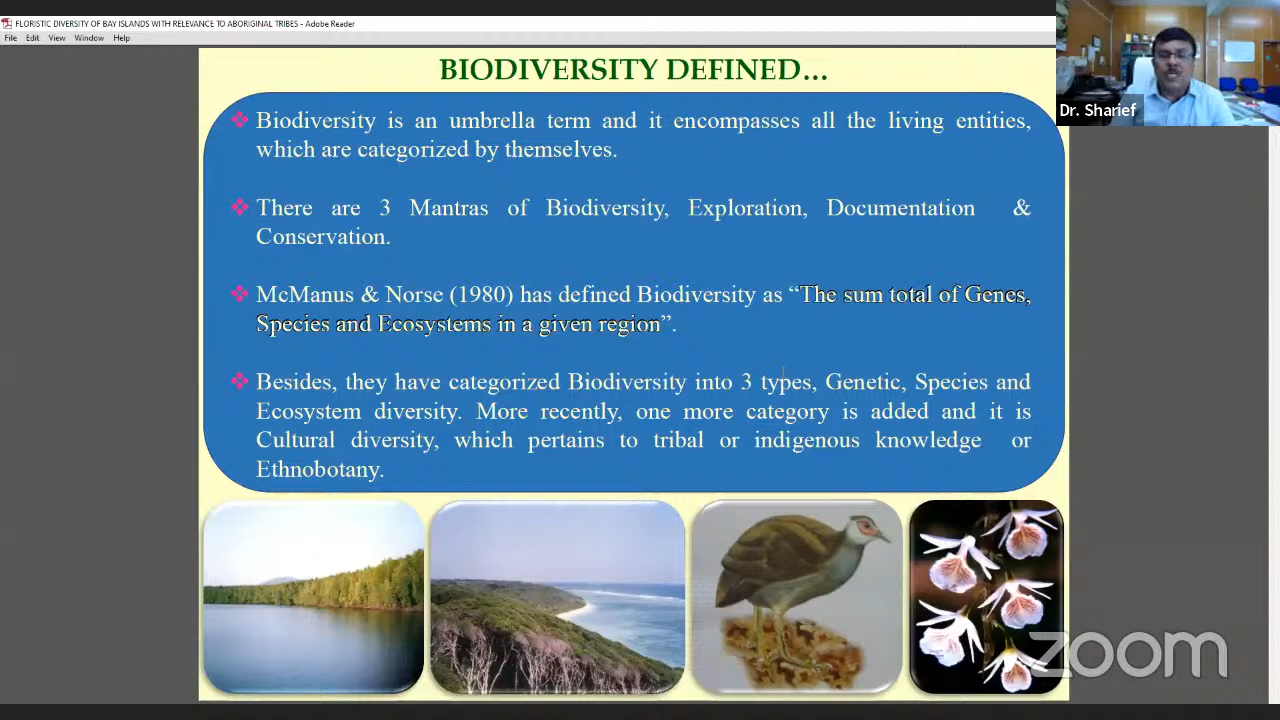 FLORISTIC DIVERSITY OF BAY ISLANDS WITH RELEVANCE TO ABORIGINAL TRIBES - Adobe Reader
File Edit View Window Help
BIODIVERSITY DEFINED...
Biodiversity is an umbrella term and it encompasses all the living entities,
which are categorized by themselves.
There are 3 Mantras of Biodiversity, Exploration, Documentation &
Conservation.
McManus & Norse (1980) has defined Biodiversity as “The sum total of Genes,
Species and Ecosystems in a given region”.
Besides, they have categorized Biodiversity into 3 types, Genetic, Species and
Ecosystem diversity. More recently, one more category is added and it is
Cultural diversity, which pertains to tribal or indigenous knowledge or
Ethnobotany.
Dr. Sharief
zoom